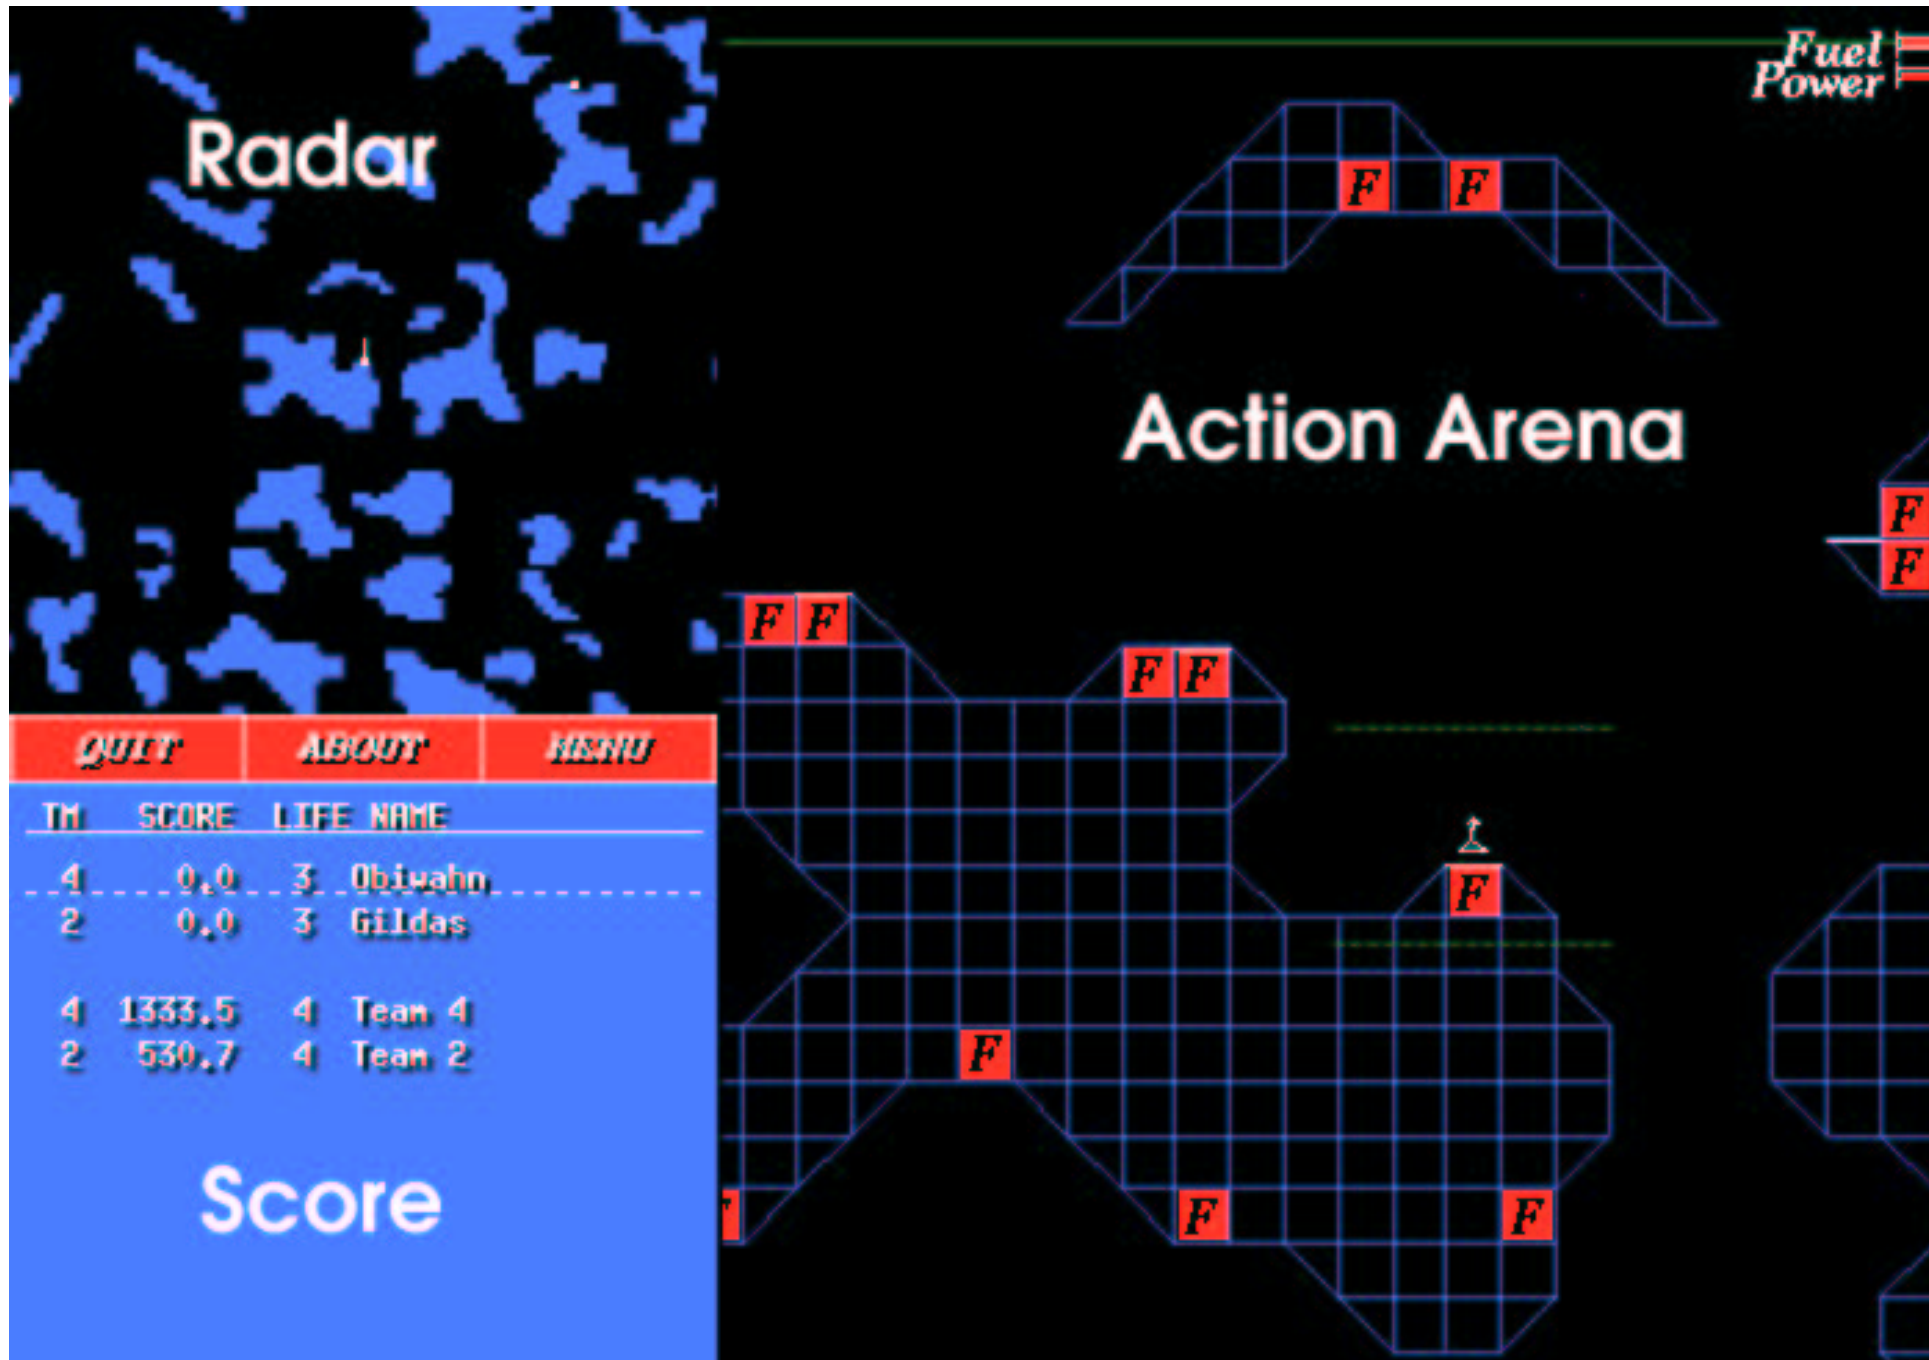 Radar
QUIT ABOUT MENU
TM SCORE LIFE NAME
4 0.0 3 Obiwahn
2 0.0 3 Gildas
4 1333.5 4 Team 4
2 530.7 4 Team 2
Score
Fuel
Power
F F
Action Arena
F
F
F F
F F
F
F
F F